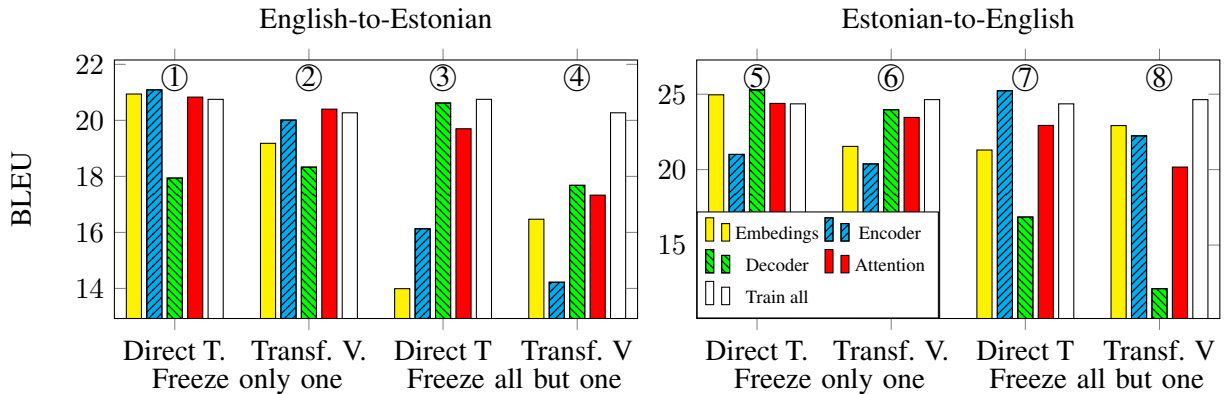 English-to-Estonian
Estonian-to-English
BLEU
22
20
18
16
14
① ② ③ ④
Direct T. Transf. V. Direct T Transf. V
Freeze only one Freeze all but one
25
20
15
⑤ ⑥ ⑦ ⑧
Embedings Encoder
Decoder Attention
Train all
Direct T. Transf. V. Direct T Transf. V
Freeze only one Freeze all but one